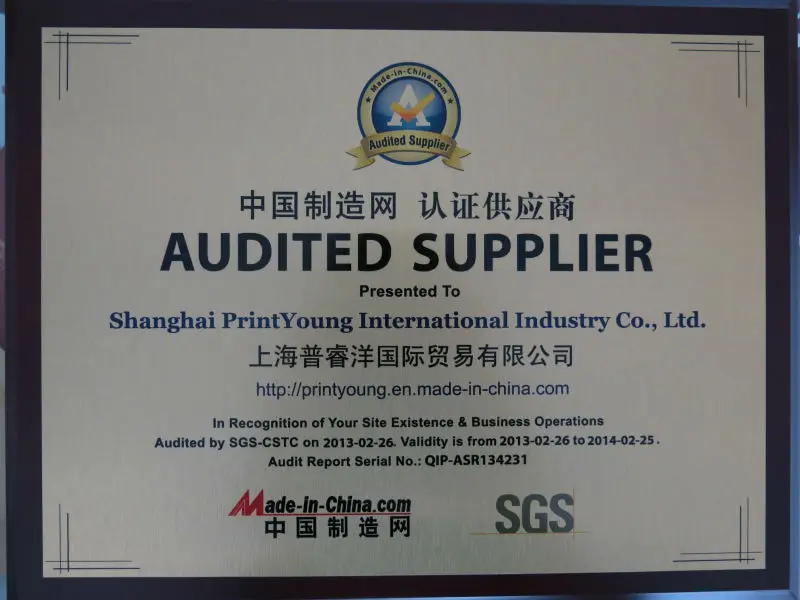 Made-in-China.com
Audited Supplier
中国制造网 认证供应商
AUDITED SUPPLIER
Presented To
Shanghai PrintYoung International Industry Co., Ltd.
上海普睿洋国际贸易有限公司
http://printyoung.en.made-in-china.com
In Recognition of Your Site Existence & Business Operations
Audited by SGS-CSTC on 2013-02-26. Validity is from 2013-02-26 to 2014-02-25.
Audit Report Serial No.: QIP-ASR134231
Made-in-China.com
中国制造网
SGS